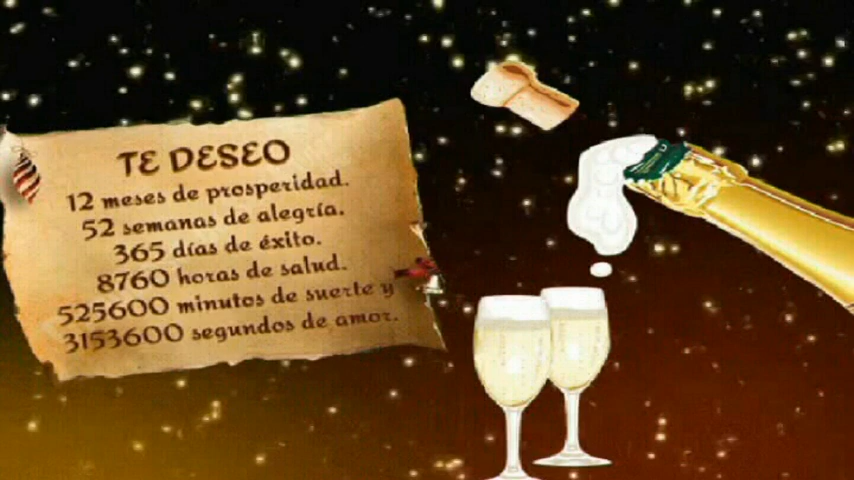 TE DESEO
12 meses de prosperidad.
52 semanas de alegría.
365 días de éxito.
8760 horas de salud.
525600 minutos de suerte y
3153600 segundos de amor.